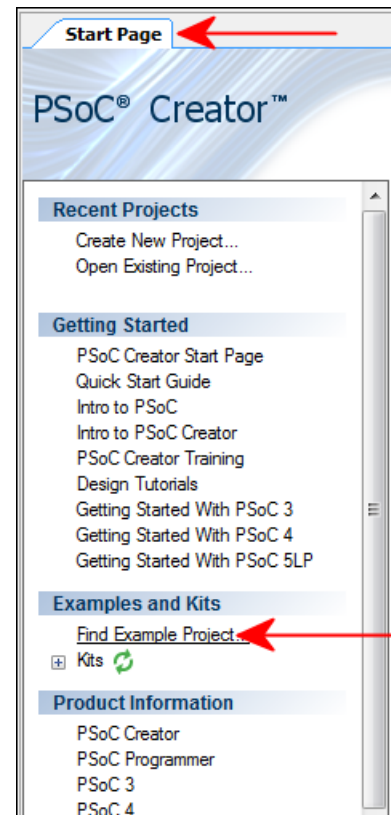 Start Page
PSoC® Creator™
Recent Projects
Create New Project...
Open Existing Project...
Getting Started
PSoC Creator Start Page
Quick Start Guide
Intro to PSoC
Intro to PSoC Creator
PSoC Creator Training
Design Tutorials
Getting Started With PSoC 3
Getting Started With PSoC 4
Getting Started With PSoC 5LP
Examples and Kits
Find Example Project...
Kits
Product Information
PSoC Creator
PSoC Programmer
PSoC 3
PSoC 4